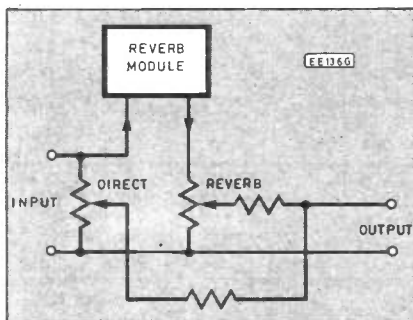 REVERB
MODULE
EE136G
DIRECT
REVERB
INPUT
OUTPUT